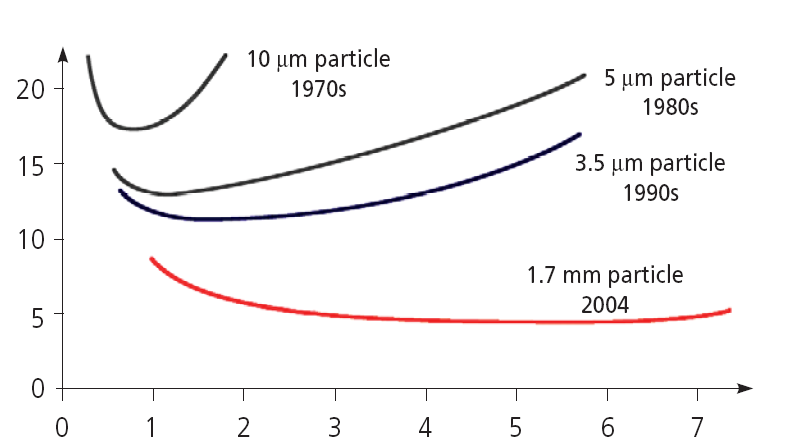 10 μm particle
1970s
5 μm particle
1980s
3.5 μm particle
1990s
1.7 mm particle
2004
20
15
10
5
0
0 1 2 3 4 5 6 7